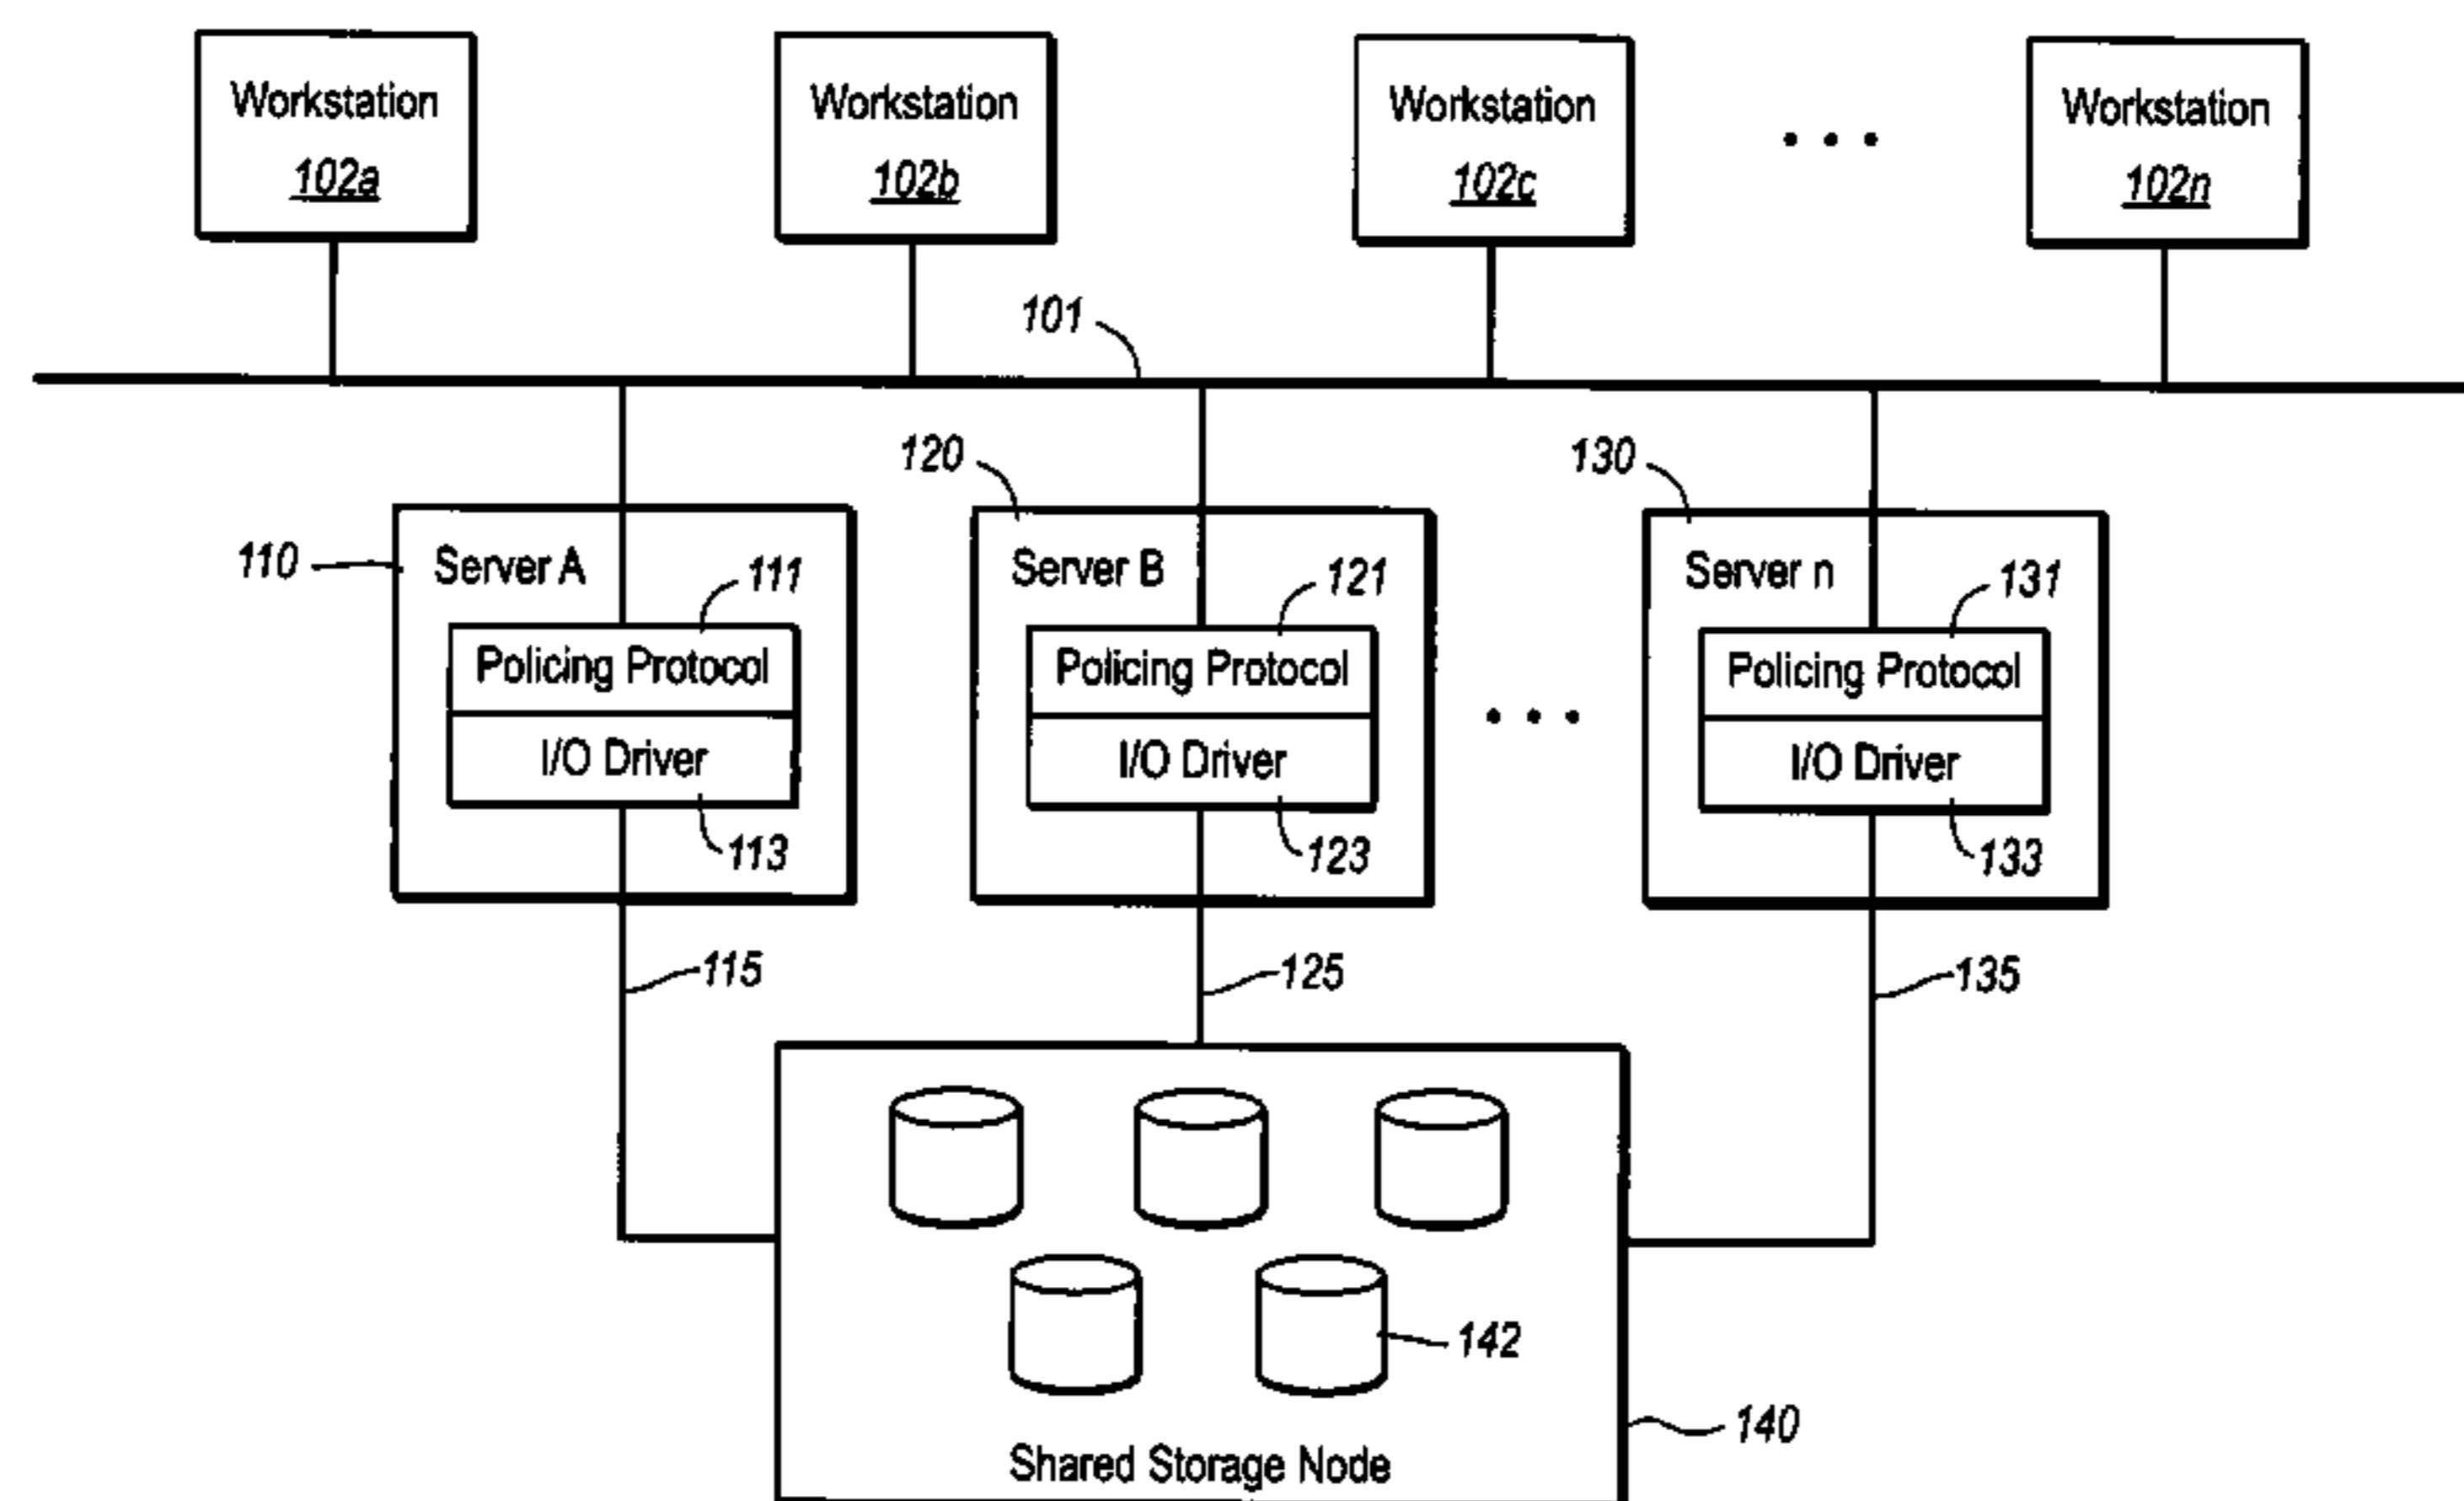 Workstation
102a
Workstation
102b
Workstation
102c
Workstation
102n
101
110
Server A
111
Policing Protocol
I/O Driver
113
115
120
Server B
121
Policing Protocol
I/O Driver
123
125
130
Server n
131
Policing Protocol
I/O Driver
133
135
142
140
Shared Storage Node